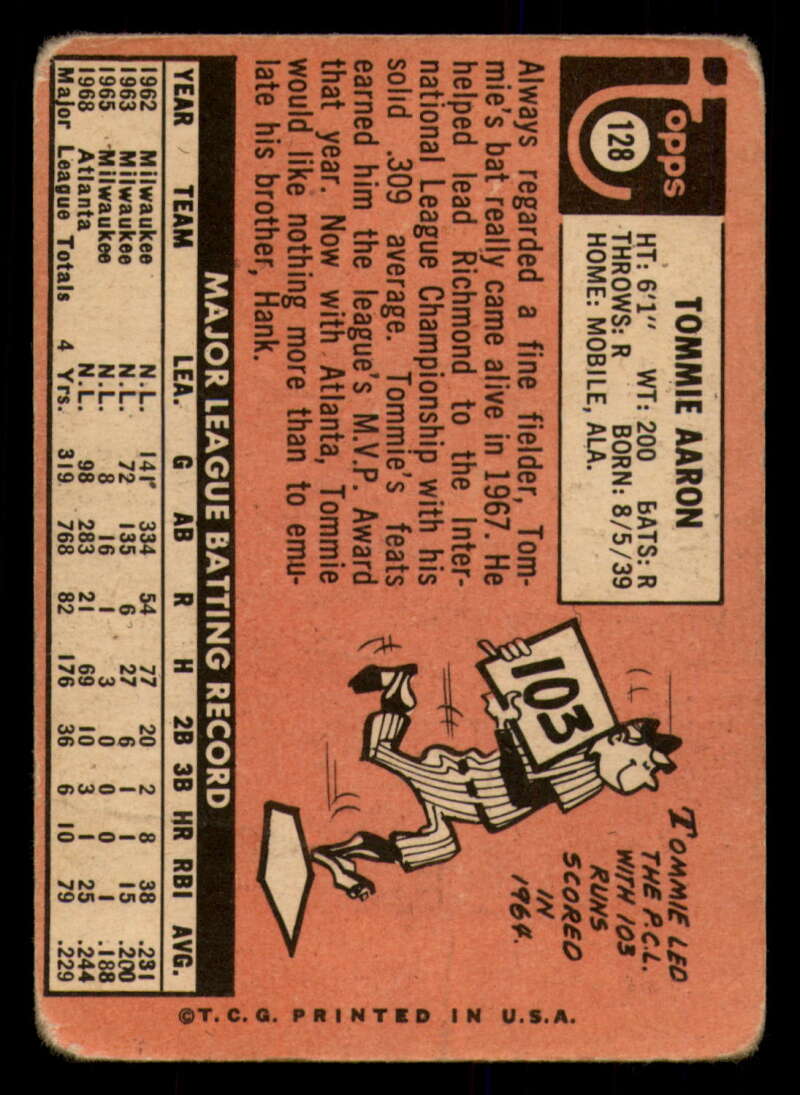 Topps
128
TOMMIE AARON
HT: 6'1" WT: 200 BATS: R
THROWS: R BORN: 8/5/39
HOME: MOBILE, ALA.
Always regarded a fine fielder, Tom-
mie's bat really came alive in 1967. He
helped lead Richmond to the Inter-
national League Championship with his
solid .309 average. Tommie's feats
earned him the league's M.V.P. Award
that year. Now with Atlanta, Tommie
would like nothing more than to emu-
late his brother, Hank.
103
TOMMIE LED
THE P.C.L.
WITH 103
RUNS
SCORED
IN
1964.
MAJOR LEAGUE BATTING RECORD
YEAR TEAM LEA. G AB R H 2B 3B HR RBI AVG.
1962 Milwaukee N.L. 141* 334 54 77 20 2 8 38 .231
1963 Milwaukee N.L. 72 135 6 27 6 1 1 15 .200
1965 Milwaukee N.L. 8 16 1 3 0 0 0 1 .188
1968 Atlanta N.L. 98 283 21 69 10 3 1 25 .244
Major League Totals 4 Yrs. 319 768 82 176 36 6 10 79 .229
©T.C.G. PRINTED IN U.S.A.